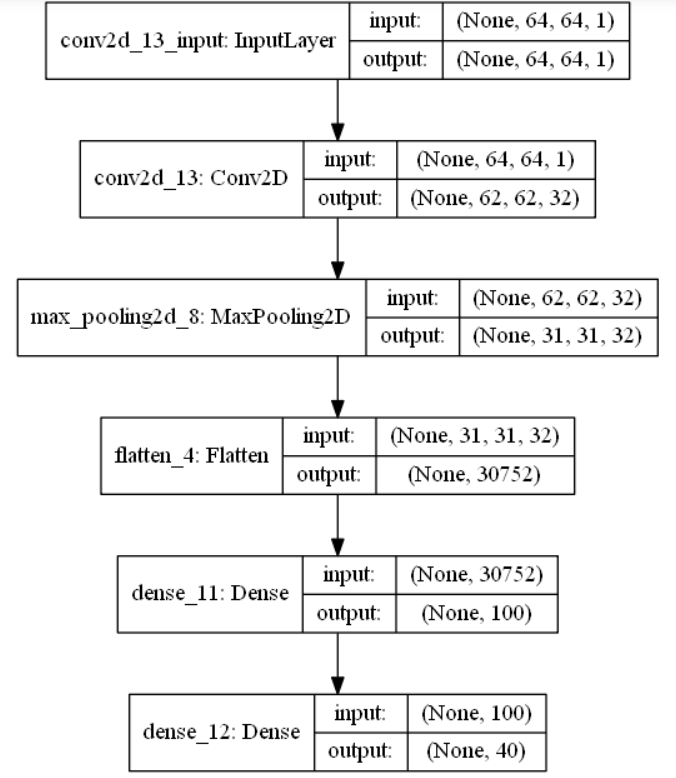 conv2d_13_input: InputLayer
input: (None, 64, 64, 1)
output: (None, 64, 64, 1)
conv2d_13: Conv2D
input: (None, 64, 64, 1)
output: (None, 62, 62, 32)
max_pooling2d_8: MaxPooling2D
input: (None, 62, 62, 32)
output: (None, 31, 31, 32)
flatten_4: Flatten
input: (None, 31, 31, 32)
output: (None, 30752)
dense_11: Dense
input: (None, 30752)
output: (None, 100)
dense_12: Dense
input: (None, 100)
output: (None, 40)